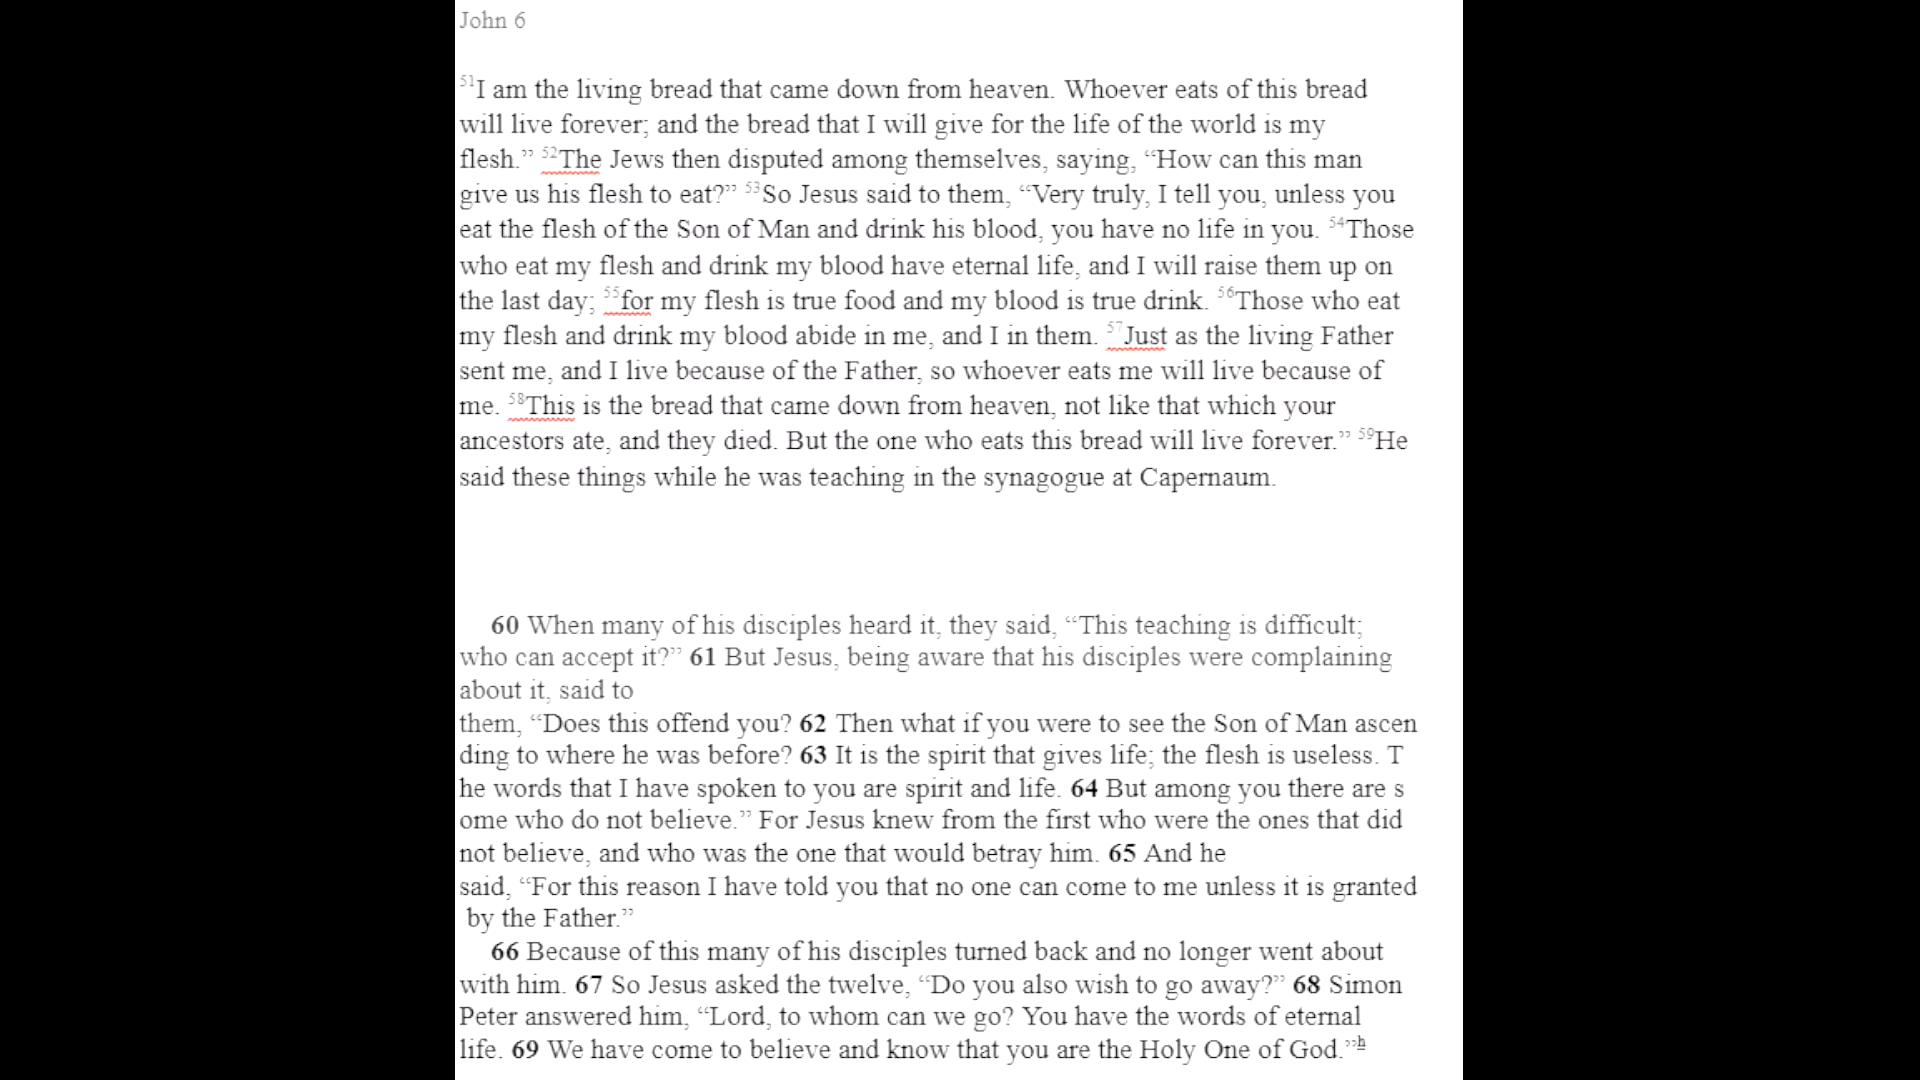 John 6
51I am the living bread that came down from heaven. Whoever eats of this bread
will live forever; and the bread that I will give for the life of the world is my
flesh.” 52The Jews then disputed among themselves, saying, “How can this man
give us his flesh to eat?” 53So Jesus said to them, “Very truly, I tell you, unless you
eat the flesh of the Son of Man and drink his blood, you have no life in you. 54Those
who eat my flesh and drink my blood have eternal life, and I will raise them up on
the last day; 55for my flesh is true food and my blood is true drink. 56Those who eat
my flesh and drink my blood abide in me, and I in them. 57Just as the living Father
sent me, and I live because of the Father, so whoever eats me will live because of
me. 58This is the bread that came down from heaven, not like that which your
ancestors ate, and they died. But the one who eats this bread will live forever.” 59He
said these things while he was teaching in the synagogue at Capernaum.
60 When many of his disciples heard it, they said, “This teaching is difficult;
who can accept it?” 61 But Jesus, being aware that his disciples were complaining
about it, said to
them, “Does this offend you? 62 Then what if you were to see the Son of Man ascen
ding to where he was before? 63 It is the spirit that gives life; the flesh is useless. T
he words that I have spoken to you are spirit and life. 64 But among you there are s
ome who do not believe.” For Jesus knew from the first who were the ones that did
not believe, and who was the one that would betray him. 65 And he
said, “For this reason I have told you that no one can come to me unless it is granted
by the Father.”
66 Because of this many of his disciples turned back and no longer went about
with him. 67 So Jesus asked the twelve, “Do you also wish to go away?” 68 Simon
Peter answered him, “Lord, to whom can we go? You have the words of eternal
life. 69 We have come to believe and know that you are the Holy One of God.”h